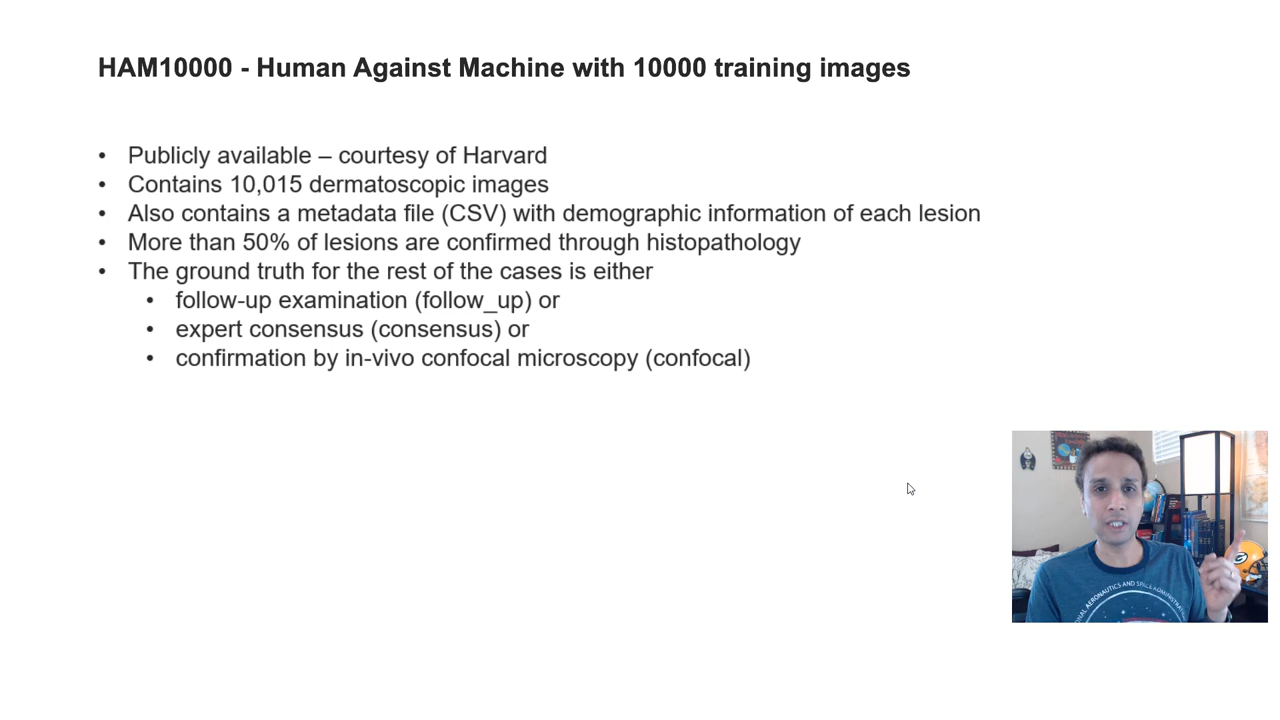 HAM10000 - Human Against Machine with 10000 training images
• Publicly available – courtesy of Harvard
• Contains 10,015 dermatoscopic images
• Also contains a metadata file (CSV) with demographic information of each lesion
• More than 50% of lesions are confirmed through histopathology
• The ground truth for the rest of the cases is either
• follow-up examination (follow_up) or
• expert consensus (consensus) or
• confirmation by in-vivo confocal microscopy (confocal)
AERONAUTICS AND SPACE
G